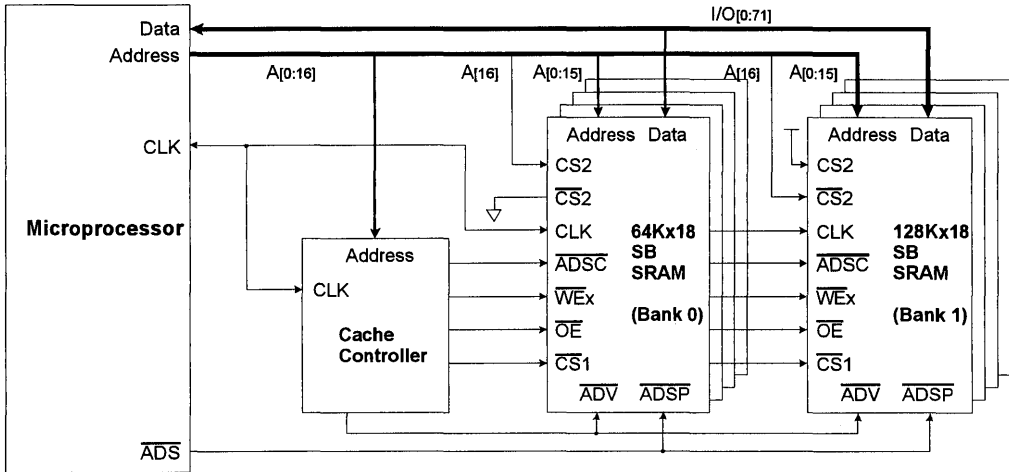 I/O[0:71]
Data
Address
A[0:16]
A[16]
A[0:15]
A[16]
A[0:15]
CLK
Microprocessor
ADS
Address
CLK
Cache
Controller
Address Data
CS2
CS2
CLK
ADSC
WEx
OE
CS1
ADV ADSP
64Kx18
SB
SRAM
(Bank 0)
Address Data
CS2
CS2
CLK
ADSC
WEx
OE
CS1
ADV ADSP
128Kx18
SB
SRAM
(Bank 1)